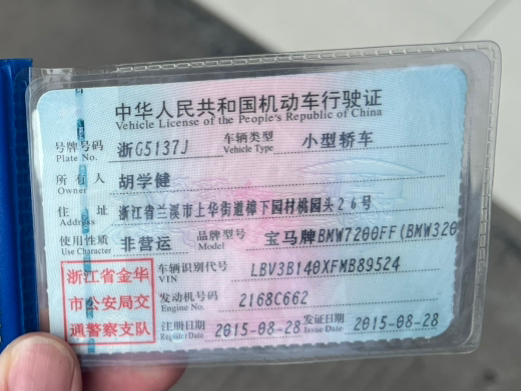 中华人民共和国机动车行驶证
Vehicle License of the People's Republic of China
号牌号码 浙G5137J 车辆类型 小型轿车
Plate No. Vehicle Type
所有人 胡学健
Owner
住址 浙江省兰溪市上华街道樟下园村桃园头26号
Address
使用性质 非营运 品牌型号 宝马牌BMW7200FF(BMW320
Use Character Model
浙江省金华
市公安局交
通警察支队
车辆识别代号 LBV3B140XFMB89524
VIN
发动机号码 2168C662
Engine No.
注册日期 2015-08-28 发证日期 2015-08-28
Register Date Issue Date